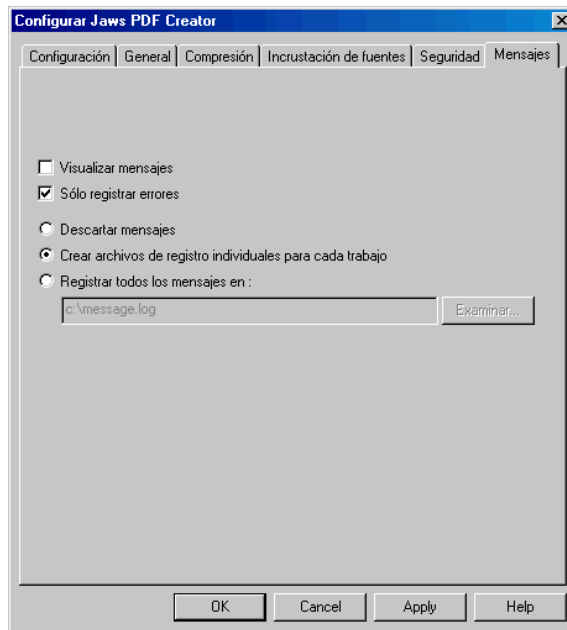 Configurar Jaws PDF Creator
Configuración General Compresión Incrustación de fuentes Seguridad Mensajes
Visualizar mensajes
Sólo registrar errores
Descartar mensajes
Crear archivos de registro individuales para cada trabajo
Registrar todos los mensajes en :
c:\message.log Examinar...
OK Cancel Apply Help